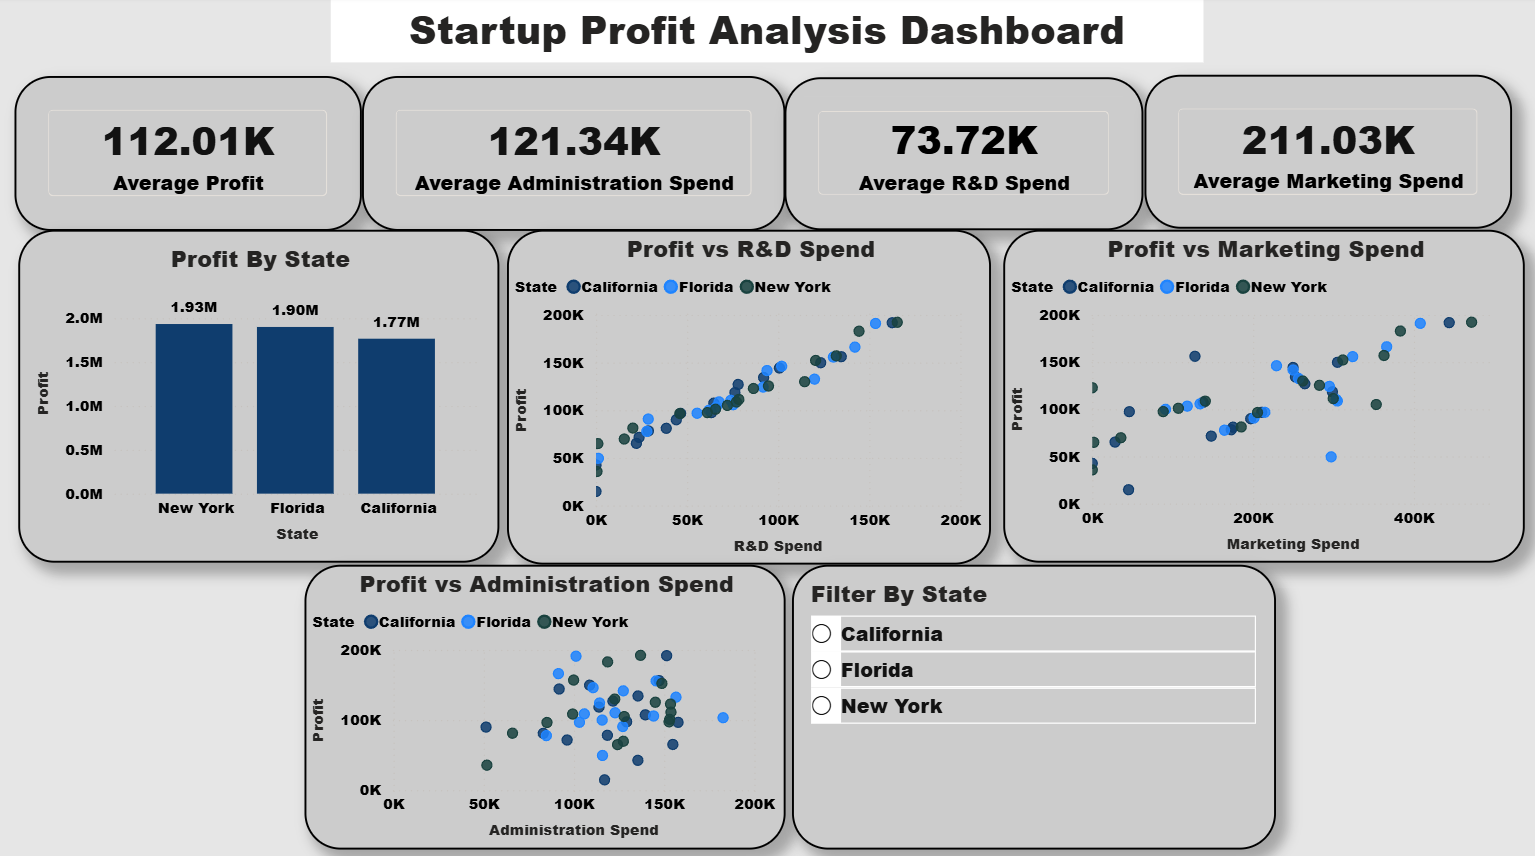 Startup Profit Analysis Dashboard
112.01K
Average Profit
121.34K
Average Administration Spend
73.72K
Average R&D Spend
211.03K
Average Marketing Spend
Profit By State
Profit
2.0M
1.5M
1.0M
0.5M
0.0M
1.93M
1.90M
1.77M
New York
Florida
California
State
Profit vs R&D Spend
State California Florida New York
Profit
200K
150K
100K
50K
0K
0K 50K 100K 150K 200K
R&D Spend
Profit vs Marketing Spend
State California Florida New York
Profit
200K
150K
100K
50K
0K
0K 200K 400K
Marketing Spend
Profit vs Administration Spend
State California Florida New York
Profit
200K
100K
0K
0K 50K 100K 150K 200K
Administration Spend
Filter By State
California
Florida
New York